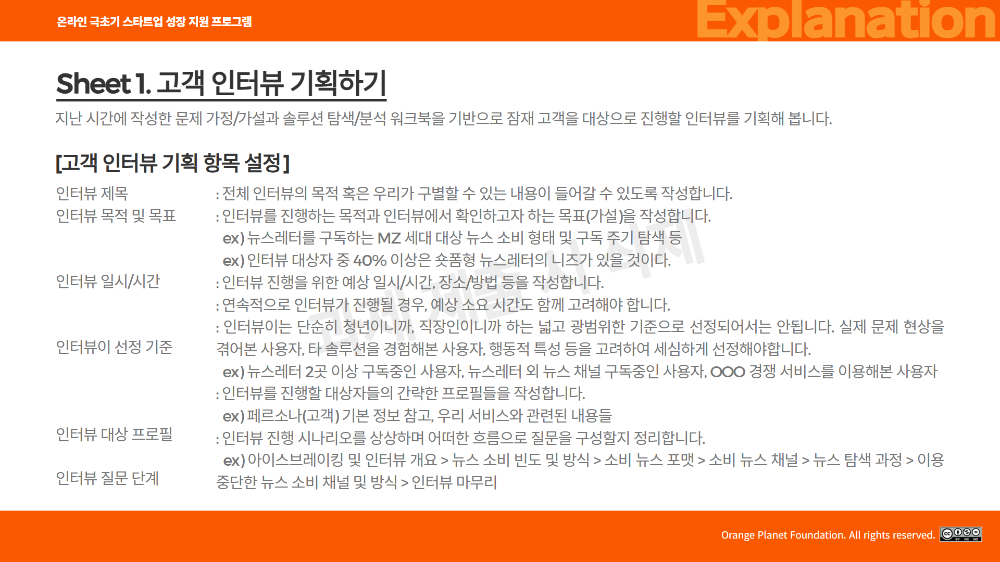 온라인 극초기 스타트업 성장 지원 프로그램
Explanation
Sheet 1. 고객 인터뷰 기획하기
지난 시간에 작성한 문제 가정/가설과 솔루션 탐색/분석 워크북을 기반으로 잠재 고객을 대상으로 진행할 인터뷰를 기획해 봅니다.
[고객 인터뷰 기획 항목 설정]
인터뷰 제목
: 전체 인터뷰의 목적 혹은 우리가 구별할 수 있는 내용이 들어갈 수 있도록 작성합니다.
인터뷰 목적 및 목표
: 인터뷰를 진행하는 목적과 인터뷰에서 확인하고자 하는 목표(가설)을 작성합니다.
ex) 뉴스레터를 구독하는 MZ 세대 대상 뉴스 소비 형태 및 구독 주기 탐색 등
ex) 인터뷰 대상자 중 40% 이상은 숏폼형 뉴스레터의 니즈가 있을 것이다.
인터뷰 일시/시간
: 인터뷰 진행을 위한 예상 일시/시간, 장소/방법 등을 작성합니다.
: 연속적으로 인터뷰가 진행될 경우, 예상 소요 시간도 함께 고려해야 합니다.
: 인터뷰이는 단순히 청년이니까, 직장인이니까 하는 넓고 광범위한 기준으로 선정되어서는 안됩니다. 실제 문제 현상을
인터뷰이 선정 기준
겪어본 사용자, 타 솔루션을 경험해본 사용자, 행동적 특성 등을 고려하여 세심하게 선정해야합니다.
ex) 뉴스레터 2곳 이상 구독중인 사용자, 뉴스레터 외 뉴스 채널 구독중인 사용자, OOO 경쟁 서비스를 이용해본 사용자
: 인터뷰를 진행할 대상자들의 간략한 프로필들을 작성합니다.
ex) 페르소나(고객) 기본 정보 참고, 우리 서비스와 관련된 내용들
인터뷰 대상 프로필
: 인터뷰 진행 시나리오를 상상하며 어떠한 흐름으로 질문을 구성할지 정리합니다.
ex) 아이스브레이킹 및 인터뷰 개요 > 뉴스 소비 빈도 및 방식 > 소비 뉴스 포맷 > 소비 뉴스 채널 > 뉴스 탐색 과정 > 이용
인터뷰 질문 단계
중단한 뉴스 소비 채널 및 방식 > 인터뷰 마무리
과제 제출 시 삭제
Orange Planet Foundation. All rights reserved.
cc BY NC ND